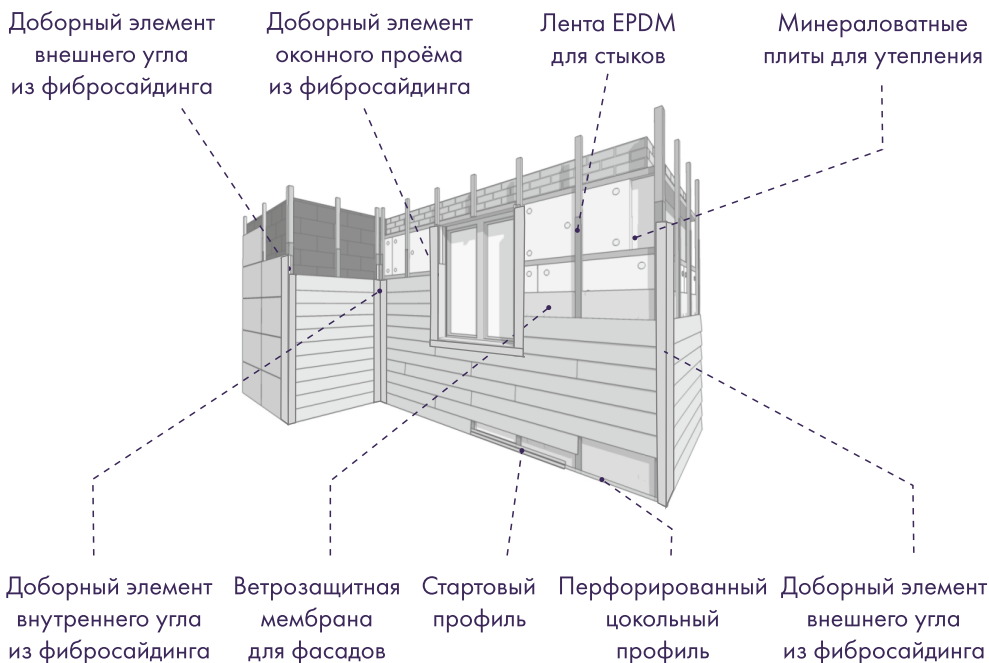 Доборный элемент
внешнего угла
из фибросайдинга
Доборный элемент
оконного проёма
из фибросайдинга
Лента EPDM
для стыков
Минераловатные
плиты для утепления
Доборный элемент
внутреннего угла
из фибросайдинга
Ветрозащитная
мембрана
для фасадов
Стартовый
профиль
Перфорированный
цокольный
профиль
Доборный элемент
внешнего угла
из фибросайдинга